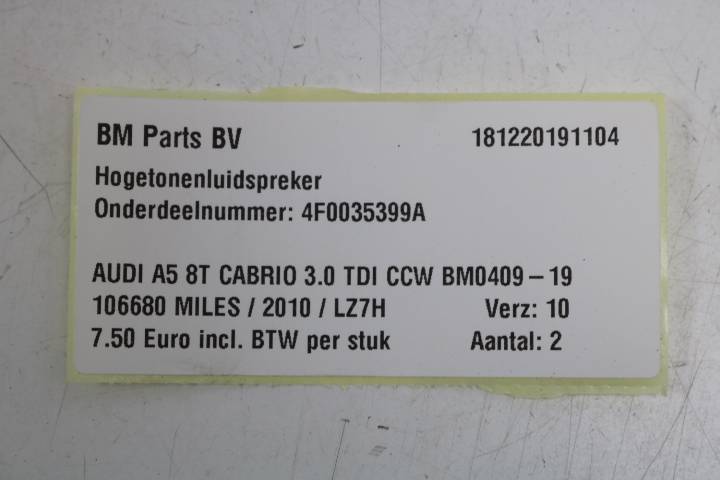 BM Parts BV 181220191104
Hogetonenluidspreker
Onderdeelnummer: 4F0035399A
AUDI A5 8T CABRIO 3.0 TDI CCW BM0409 – 19
106680 MILES / 2010 / LZ7H Verz: 10
7.50 Euro incl. BTW per stuk Aantal: 2